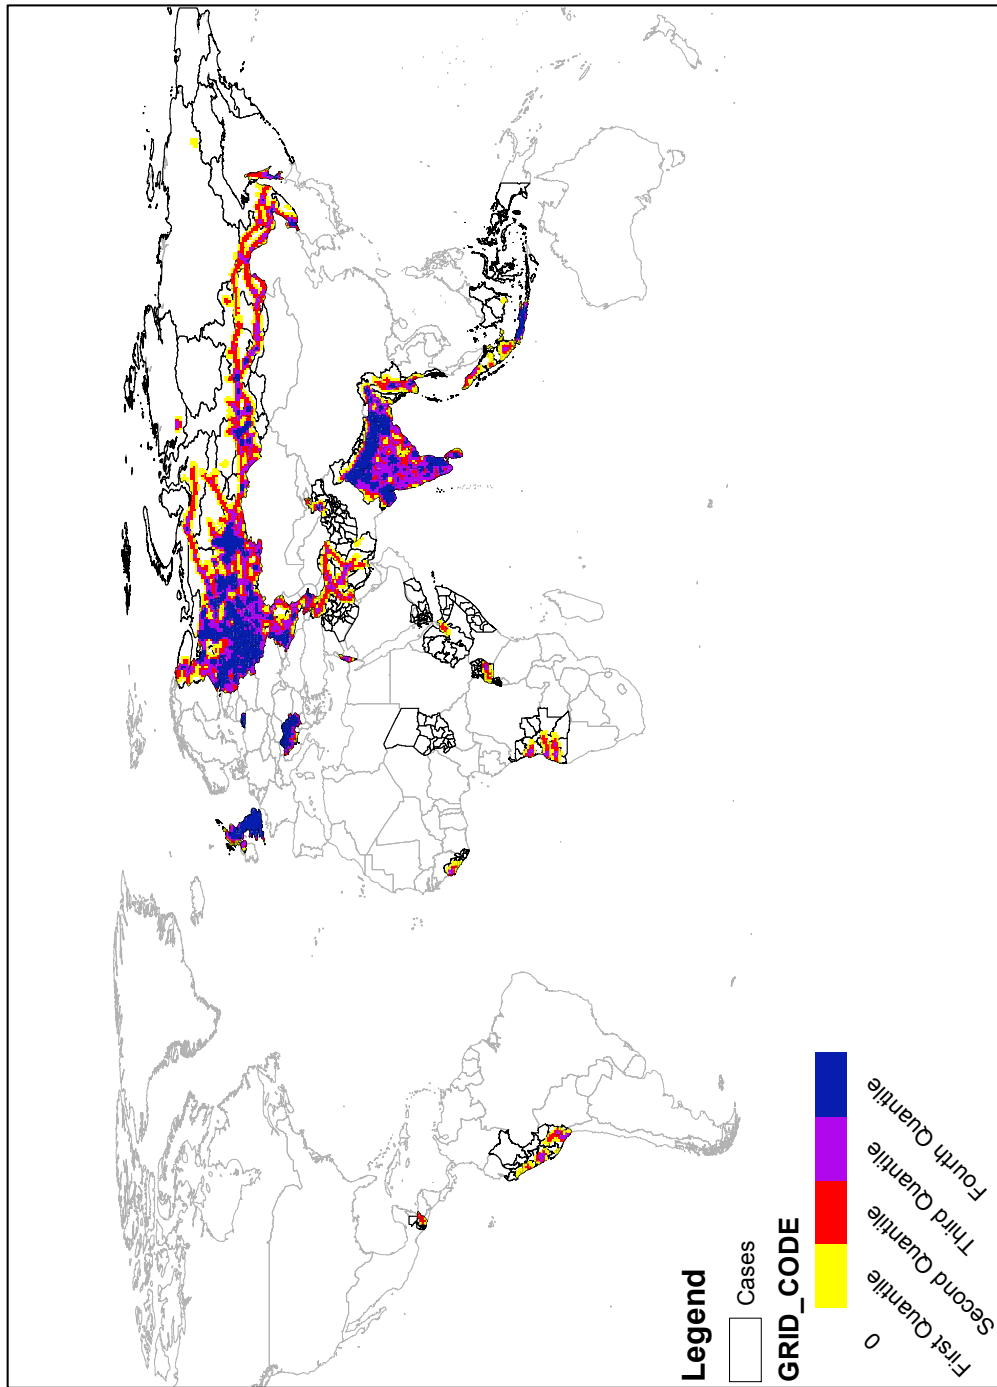 Legend
Cases
GRID_CODE
0
First Quantile
Second Quantile
Third Quantile
Fourth Quantile